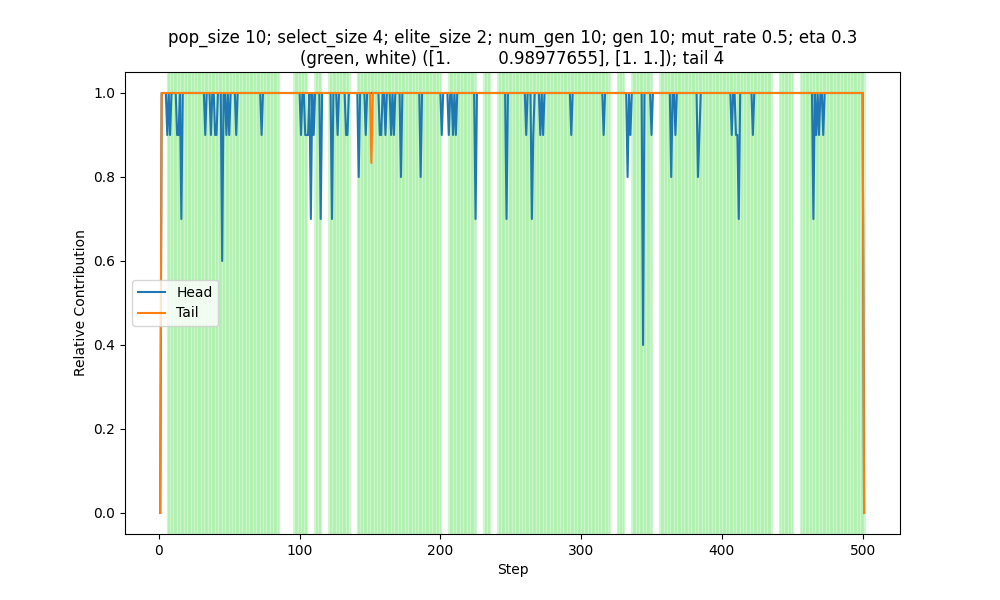 pop_size 10; select_size 4; elite_size 2; num_gen 10; gen 10; mut_rate 0.5; eta 0.3
(green, white) ([1.         0.98977655], [1. 1.]); tail 4
1.0
0.8
0.6
0.4
0.2
0.0
Relative Contribution
Head
Tail
0 100 200 300 400 500
Step